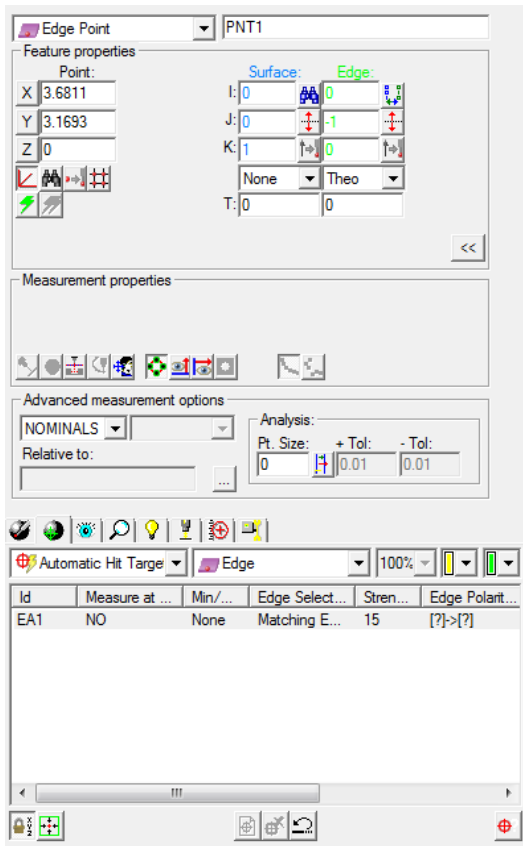 Edge Point PNT1
Feature properties
Point: Surface: Edge:
X 3.6811 I: 0 0
Y 3.1693 J: 0 -1
Z 0 K: 1 0
None Theo
T: 0 0
<<
Measurement properties
Advanced measurement options
NOMINALS Analysis:
Pt. Size: + Tol: - Tol:
Relative to: 0 0.01 0.01
...
Automatic Hit Target Edge 100%
Id Measure at ... Min/... Edge Select... Stren... Edge Polarit...
EA1 NO None Matching E... 15 [?]->[?]